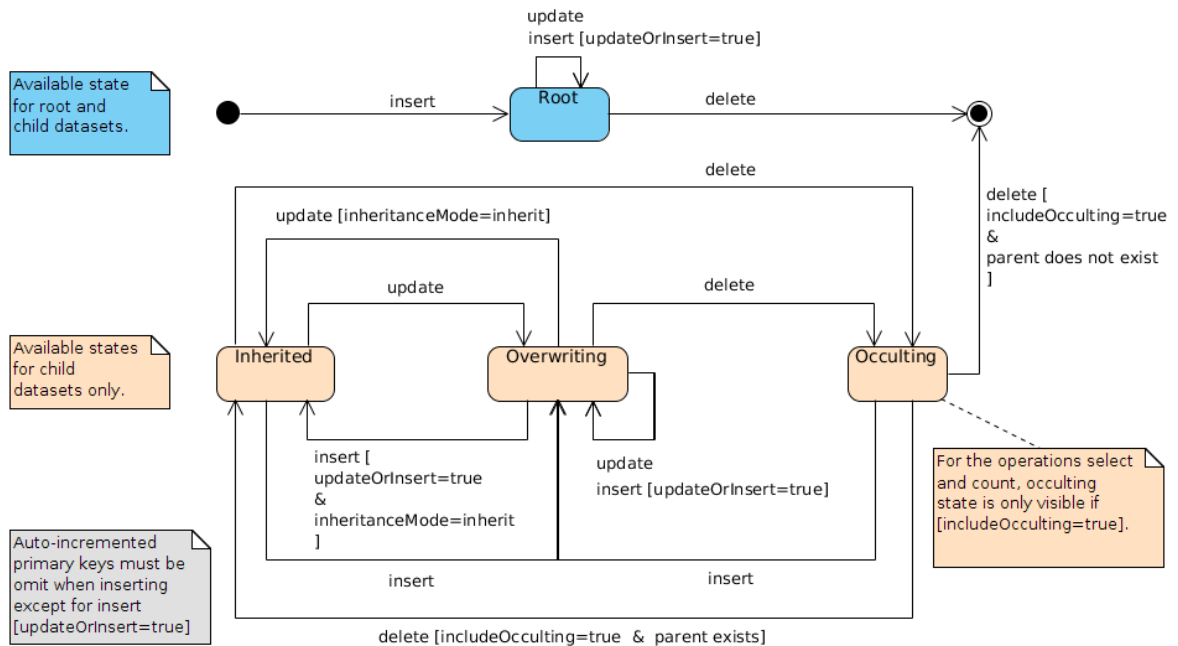 update
insert [updateOrInsert=true]
Available state
for root and
child datasets.
insert
Root
delete
delete
delete [
includeOcculting=true
&
parent does not exist
]
update [inheritanceMode=inherit]
update
delete
Available states
for child
datasets only.
Inherited
Overwriting
Occulting
insert [
updateOrInsert=true
&
inheritanceMode=inherit
]
update
insert [updateOrInsert=true]
For the operations select
and count, occulting
state is only visible if
[includeOcculting=true].
Auto-incremented
primary keys must be
omit when inserting
except for insert
[updateOrInsert=true]
insert
insert
delete [includeOcculting=true & parent exists]